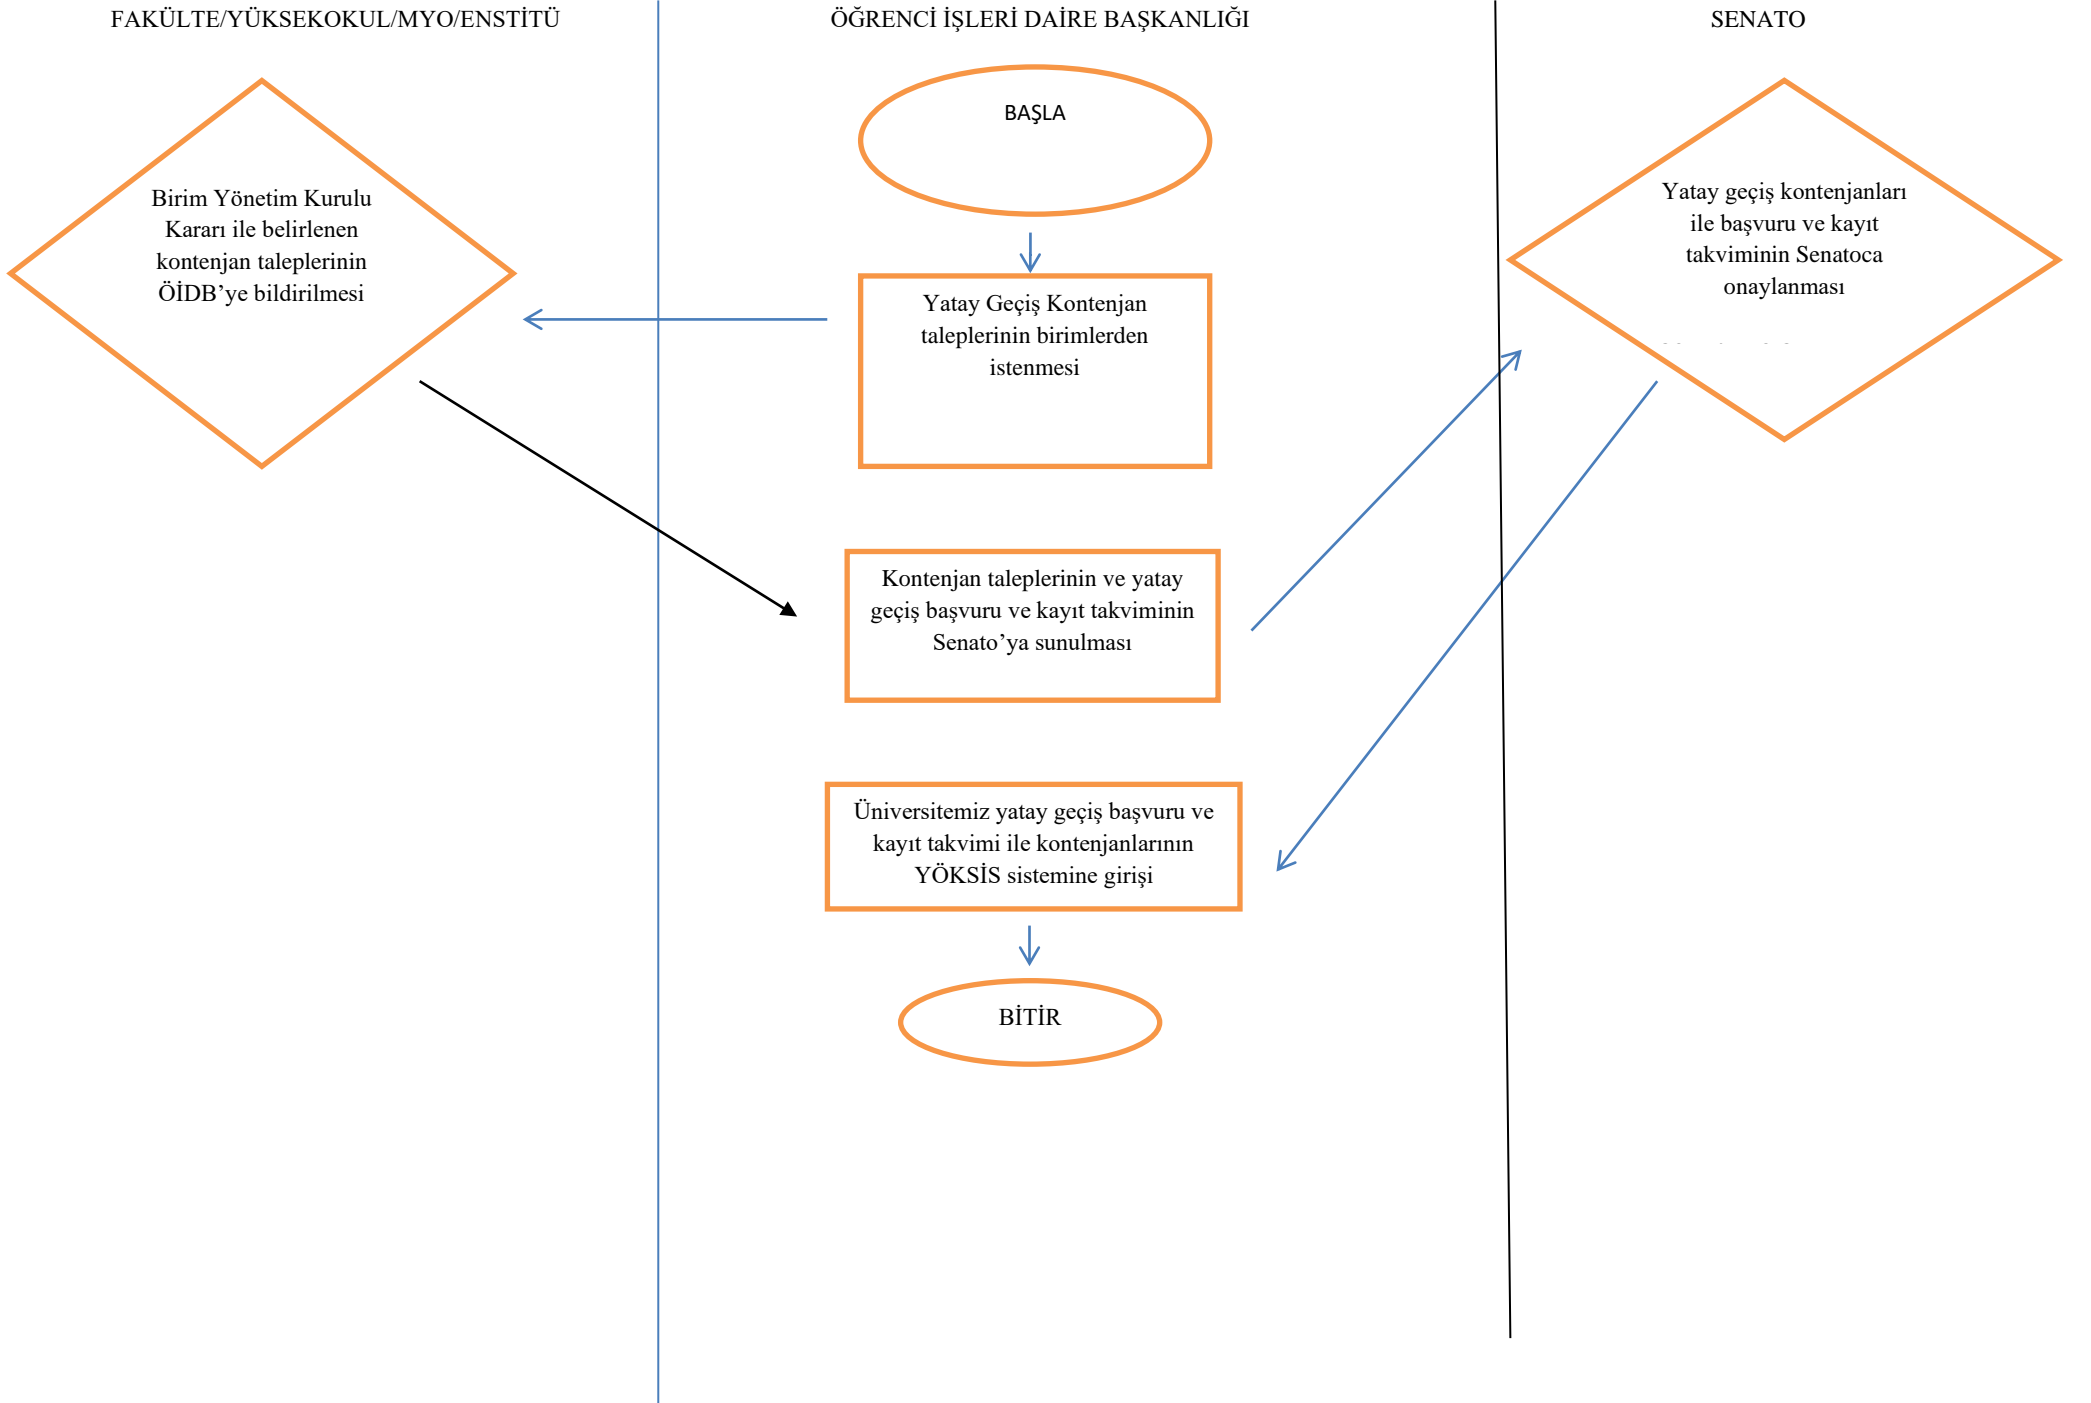 FAKÜLTE/YÜKSEKOKUL/MYO/ENSTİTÜ
ÖĞRENCİ İŞLERİ DAİRE BAŞKANLIĞI
SENATO
BAŞLA
Birim Yönetim Kurulu
Kararı ile belirlenen
kontenjan taleplerinin
ÖİDB’ye bildirilmesi
Yatay geçiş kontenjanları
ile başvuru ve kayıt
takviminin Senatoca
onaylanması
Yatay Geçiş Kontenjan
taleplerinin birimlerden
istenmesi
Kontenjan taleplerinin ve yatay
geçiş başvuru ve kayıt takviminin
Senato’ya sunulması
Üniversitemiz yatay geçiş başvuru ve
kayıt takvimi ile kontenjanlarının
YÖKSİS sistemine girişi
BİTİR